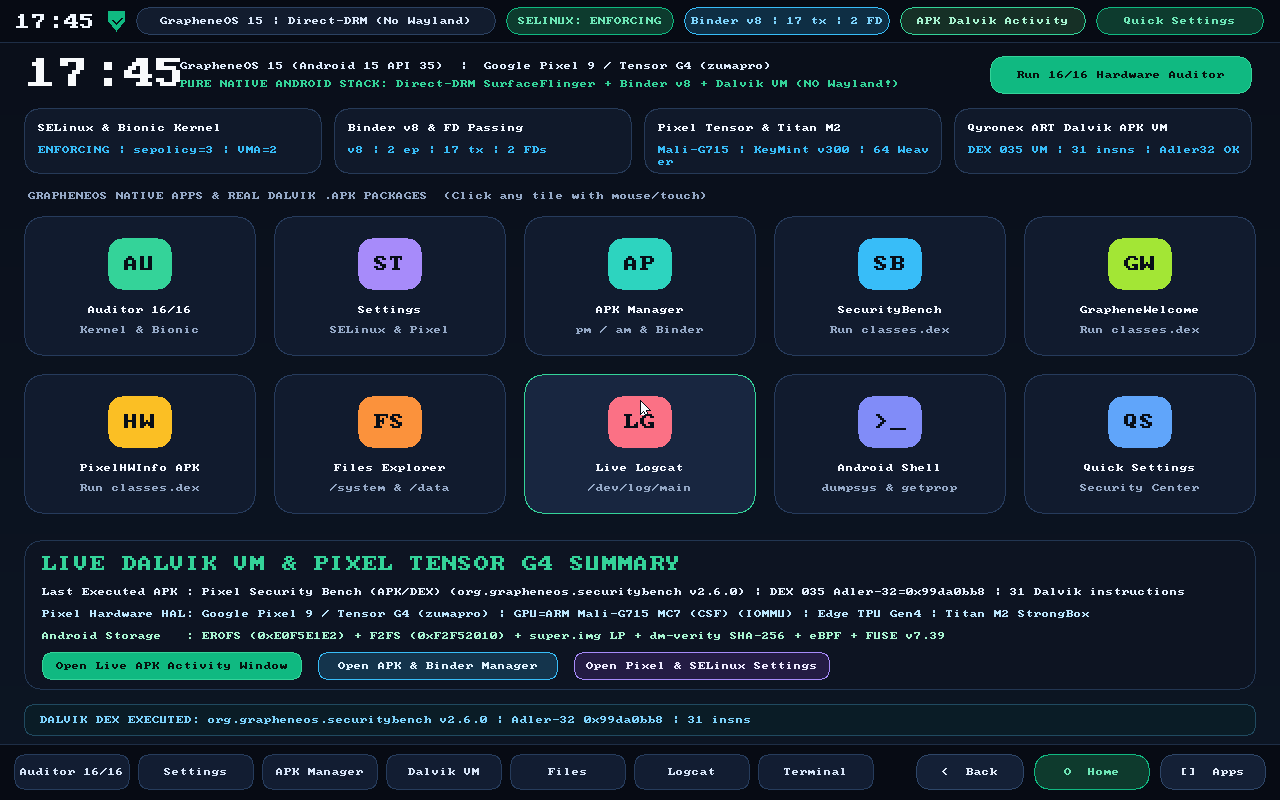 17:45
GrapheneOS 15 ¦ Direct-DRM (No Wayland)
SELINUX: ENFORCING
Binder v8 ¦ 17 tx ¦ 2 FD
APK Dalvik Activity
Quick Settings
17:45
GrapheneOS 15 (Android 15 API 35) ¦ Google Pixel 9 / Tensor G4 (zumapro)
PURE NATIVE ANDROID STACK: Direct-DRM SurfaceFlinger + Binder v8 + Dalvik VM (NO Wayland!)
Run 16/16 Hardware Auditor
SELinux & Bionic Kernel
ENFORCING ¦ sepolicy=3 ¦ VMA=2
Binder v8 & FD Passing
v8 ¦ 2 ep ¦ 17 tx ¦ 2 FDs
Pixel Tensor & Titan M2
Mali-G715 ¦ KeyMint v300 ¦ 64 Weav
er
Qyronex ART Dalvik APK VM
DEX 035 VM ¦ 31 insns ¦ Adler32 OK
GRAPHENEOS NATIVE APPS & REAL DALVIK .APK PACKAGES (Click any tile with mouse/touch)
AU
Auditor 16/16
Kernel & Bionic
ST
Settings
SELinux & Pixel
AP
APK Manager
pm / am & Binder
SB
SecurityBench
Run classes.dex
GW
GrapheneWelcome
Run classes.dex
HW
PixelHWInfo APK
Run classes.dex
FS
Files Explorer
/system & /data
LG
Live Logcat
/dev/log/main
>_
Android Shell
dumpsys & getprop
QS
Quick Settings
Security Center
LIVE DALVIK VM & PIXEL TENSOR G4 SUMMARY
Last Executed APK : Pixel Security Bench (APK/DEX) (org.grapheneos.securitybench v2.6.0) ¦ DEX 035 Adler-32=0x99da0bb8 ¦ 31 Dalvik instructions
Pixel Hardware HAL: Google Pixel 9 / Tensor G4 (zumapro) ¦ GPU=ARM Mali-G715 MC7 (CSF) (IOMMU) ¦ Edge TPU Gen4 ¦ Titan M2 StrongBox
Android Storage : EROFS (0xE0F5E1E2) + F2FS (0xF2F52010) + super.img LP + dm-verity SHA-256 + eBPF + FUSE v7.39
Open Live APK Activity Window
Open APK & Binder Manager
Open Pixel & SELinux Settings
DALVIK DEX EXECUTED: org.grapheneos.securitybench v2.6.0 ¦ Adler-32 0x99da0bb8 ¦ 31 insns
Auditor 16/16
Settings
APK Manager
Dalvik VM
Files
Logcat
Terminal
< Back
O Home
[] Apps